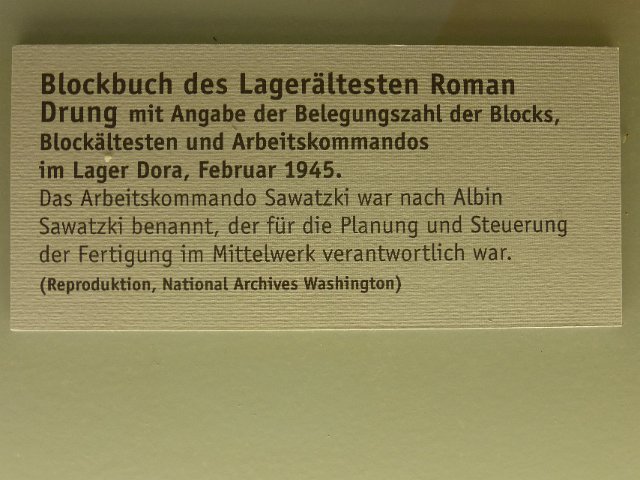 Blockbuch des Lagerältesten Roman
Drung mit Angabe der Belegungszahl der Blocks,
Blockältesten und Arbeitskommandos
im Lager Dora, Februar 1945.
Das Arbeitskommando Sawatzki war nach Albin
Sawatzki benannt, der für die Planung und Steuerung
der Fertigung im Mittelwerk verantwortlich war.
(Reproduktion, National Archives Washington)